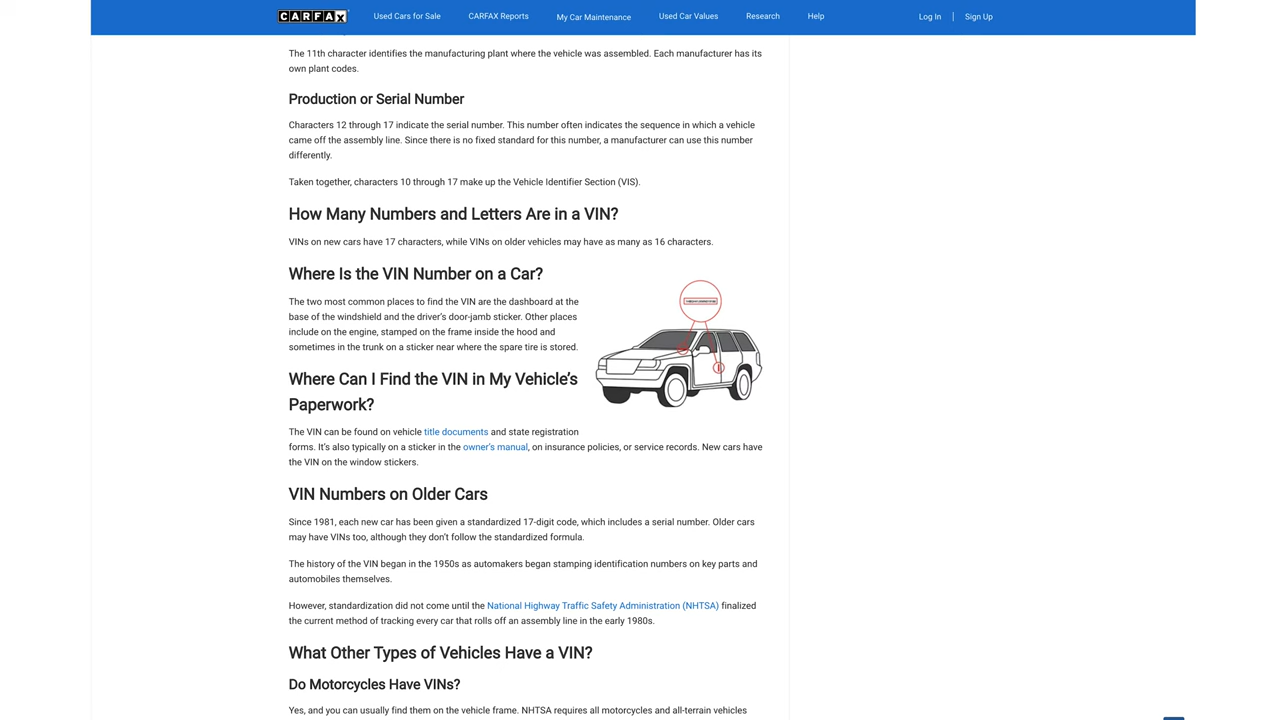 CARFAX
Used Cars for Sale
CARFAX Reports
My Car Maintenance
Used Car Values
Research
Help
Log In
Sign Up
The 11th character identifies the manufacturing plant where the vehicle was assembled. Each manufacturer has its
own plant codes.
Production or Serial Number
Characters 12 through 17 indicate the serial number. This number often indicates the sequence in which a vehicle
came off the assembly line. Since there is no fixed standard for this number, a manufacturer can use this number
differently.
Taken together, characters 10 through 17 make up the Vehicle Identifier Section (VIS).
How Many Numbers and Letters Are in a VIN?
VINs on new cars have 17 characters, while VINs on older vehicles may have as many as 16 characters.
Where Is the VIN Number on a Car?
The two most common places to find the VIN are the dashboard at the
base of the windshield and the driver's door-jamb sticker. Other places
include on the engine, stamped on the frame inside the hood and
sometimes in the trunk on a sticker near where the spare tire is stored.
Where Can I Find the VIN in My Vehicle’s
Paperwork?
The VIN can be found on vehicle title documents and state registration
forms. It’s also typically on a sticker in the owner’s manual, on insurance policies, or service records. New cars have
the VIN on the window stickers.
VIN Numbers on Older Cars
Since 1981, each new car has been given a standardized 17-digit code, which includes a serial number. Older cars
may have VINs too, although they don’t follow the standardized formula.
The history of the VIN began in the 1950s as automakers began stamping identification numbers on key parts and
automobiles themselves.
However, standardization did not come until the National Highway Traffic Safety Administration (NHTSA) finalized
the current method of tracking every car that rolls off an assembly line in the early 1980s.
What Other Types of Vehicles Have a VIN?
Do Motorcycles Have VINs?
Yes, and you can usually find them on the vehicle frame. NHTSA requires all motorcycles and all-terrain vehicles